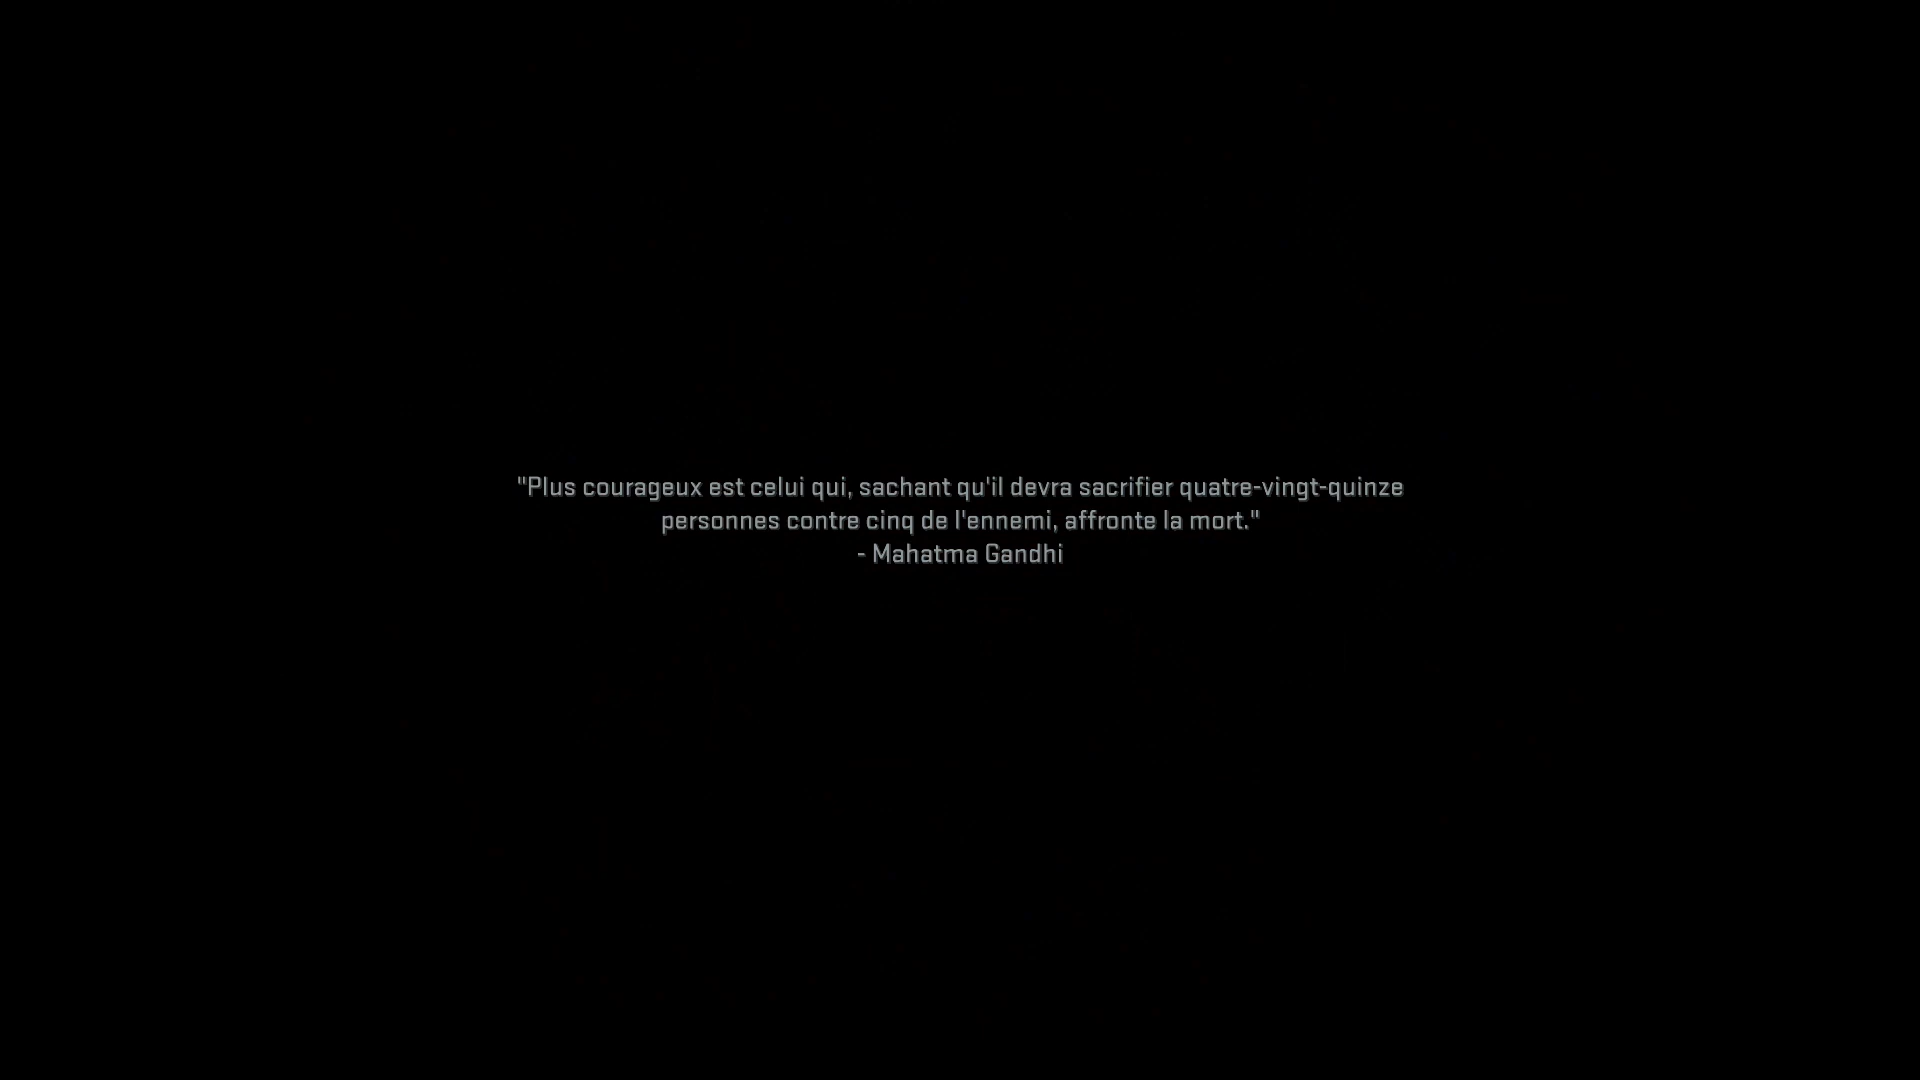 "Plus courageux est celui qui, sachant qu'il devra sacrifier quatre-vingt-quinze
personnes contre cinq de l'ennemi, affronte la mort."
- Mahatma Gandhi